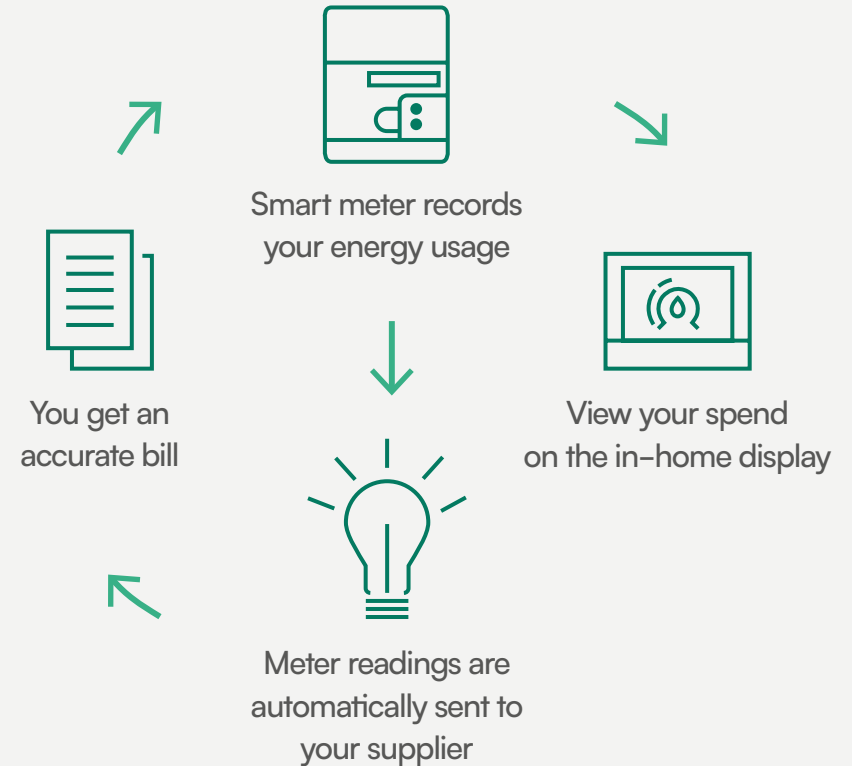 Smart meter records
your energy usage
You get an
accurate bill
View your spend
on the in-home display
Meter readings are
automatically sent to
your supplier